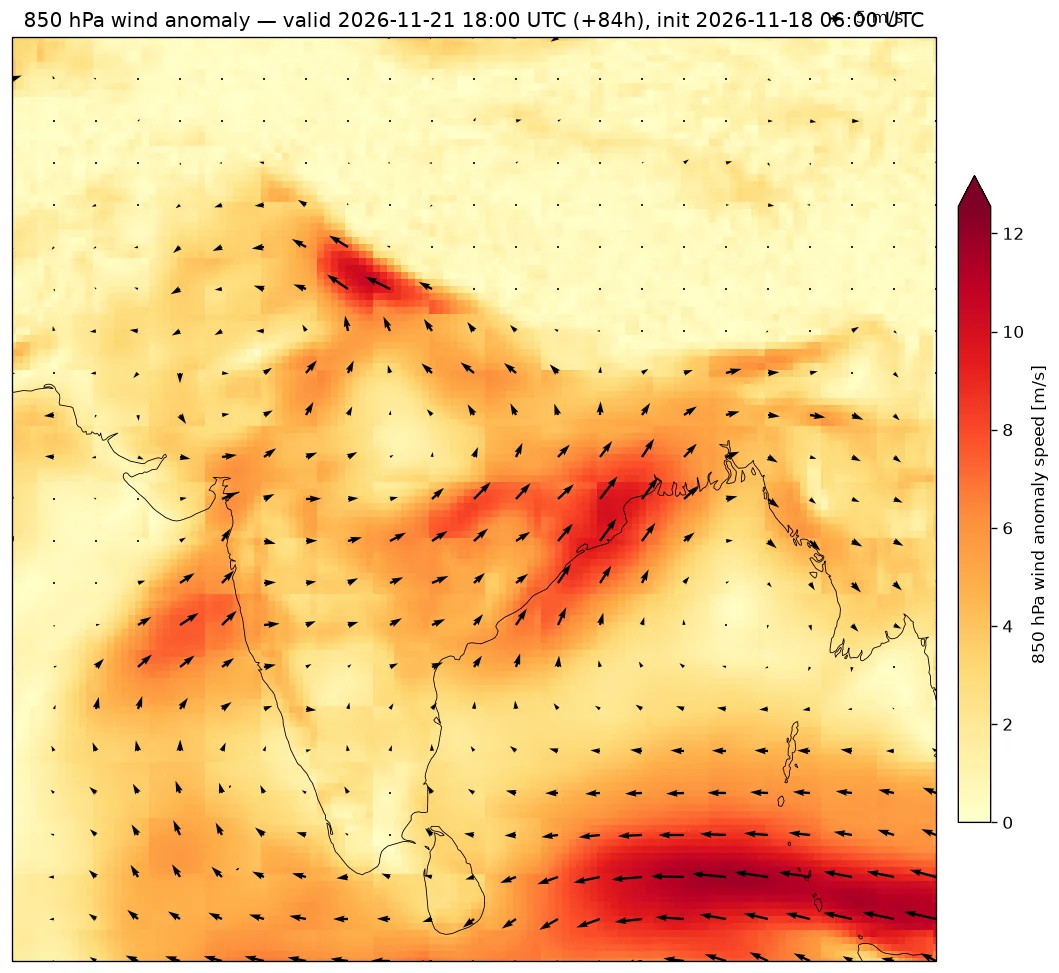 850 hPa wind anomaly — valid 2026-11-21 18:00 UTC (+84h), init 2026-11-18 06:00 UTC
5 m/s
12
10
8
6
4
2
0
850 hPa wind anomaly speed [m/s]